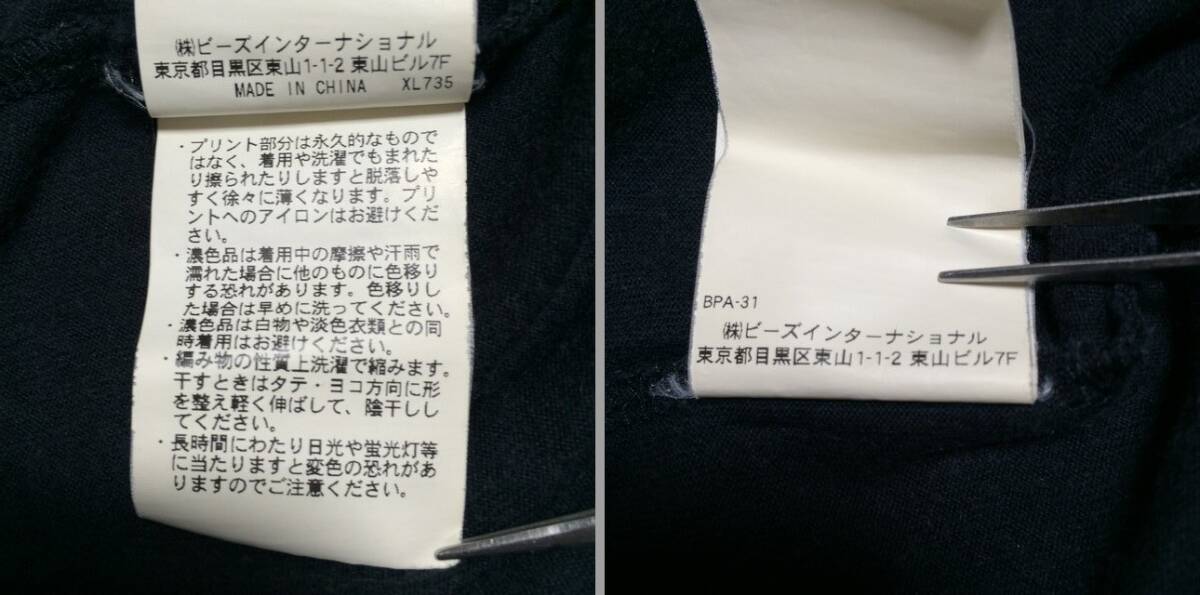 ㈱ビーズインターナショナル
東京都目黒区東山1-1-2 東山ビル7F
MADE IN CHINA XL735
・プリント部分は永久的なもので
はなく、着用や洗濯でもまれた
り擦られたりしますと脱落しや
すく徐々に薄くなります。プリ
ントへのアイロンはお避けくだ
さい。
・濃色品は着用中の摩擦や汗雨で
濡れた場合に他のものに色移り
する恐れがあります。色移りし
た場合は早めに洗ってください。
・濃色品は白物や淡色衣類との同
時着用はお避けください。
・編み物の性質上洗濯で縮みます。
干すときはタテ・ヨコ方向に形
を整え軽く伸ばして、陰干しし
てください。
・長時間にわたり日光や蛍光灯等
に当たりますと変色の恐れがあ
りますのでご注意ください。
BPA-31
㈱ビーズインターナショナル
東京都目黒区東山1-1-2 東山ビル7F